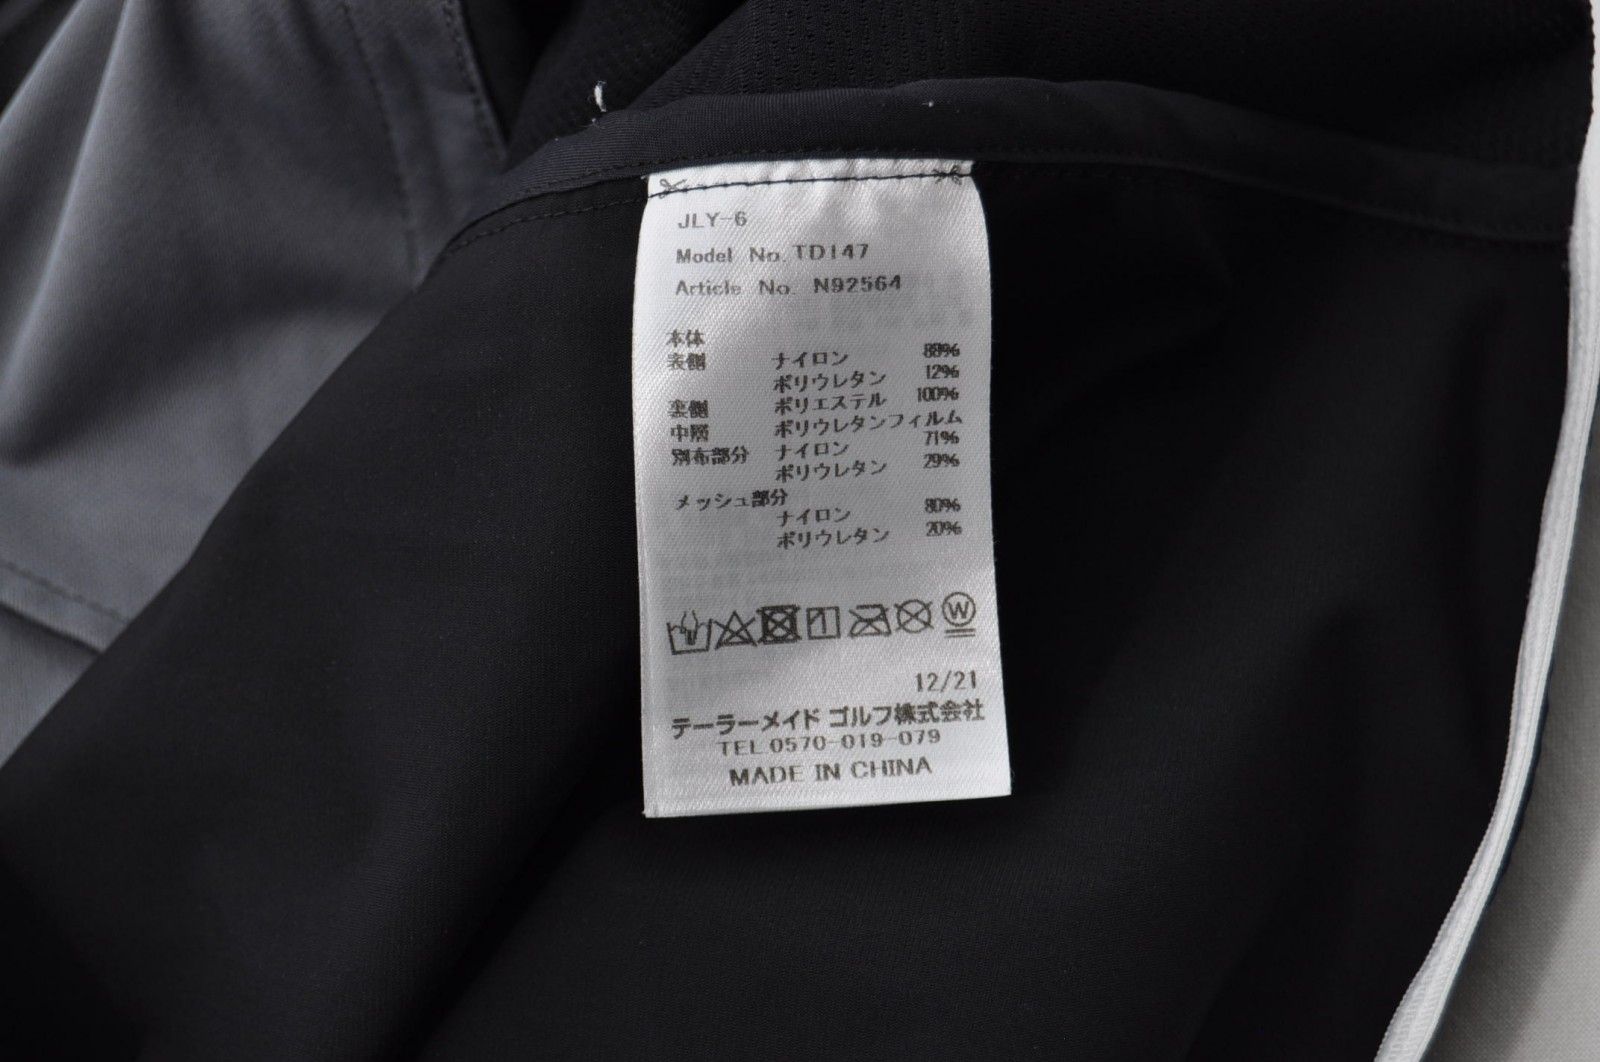 JLY-6
Model No. TD147
Article No. N92564
本体
表側 ナイロン 88%
ポリウレタン 12%
裏側 ポリエステル 100%
中層 ポリウレタンフィルム
別布部分 ナイロン 71%
ポリウレタン 29%
メッシュ部分
ナイロン 80%
ポリウレタン 20%
1 W
12/21
テーラーメイド ゴルフ株式会社
TEL 0570-019-079
MADE IN CHINA